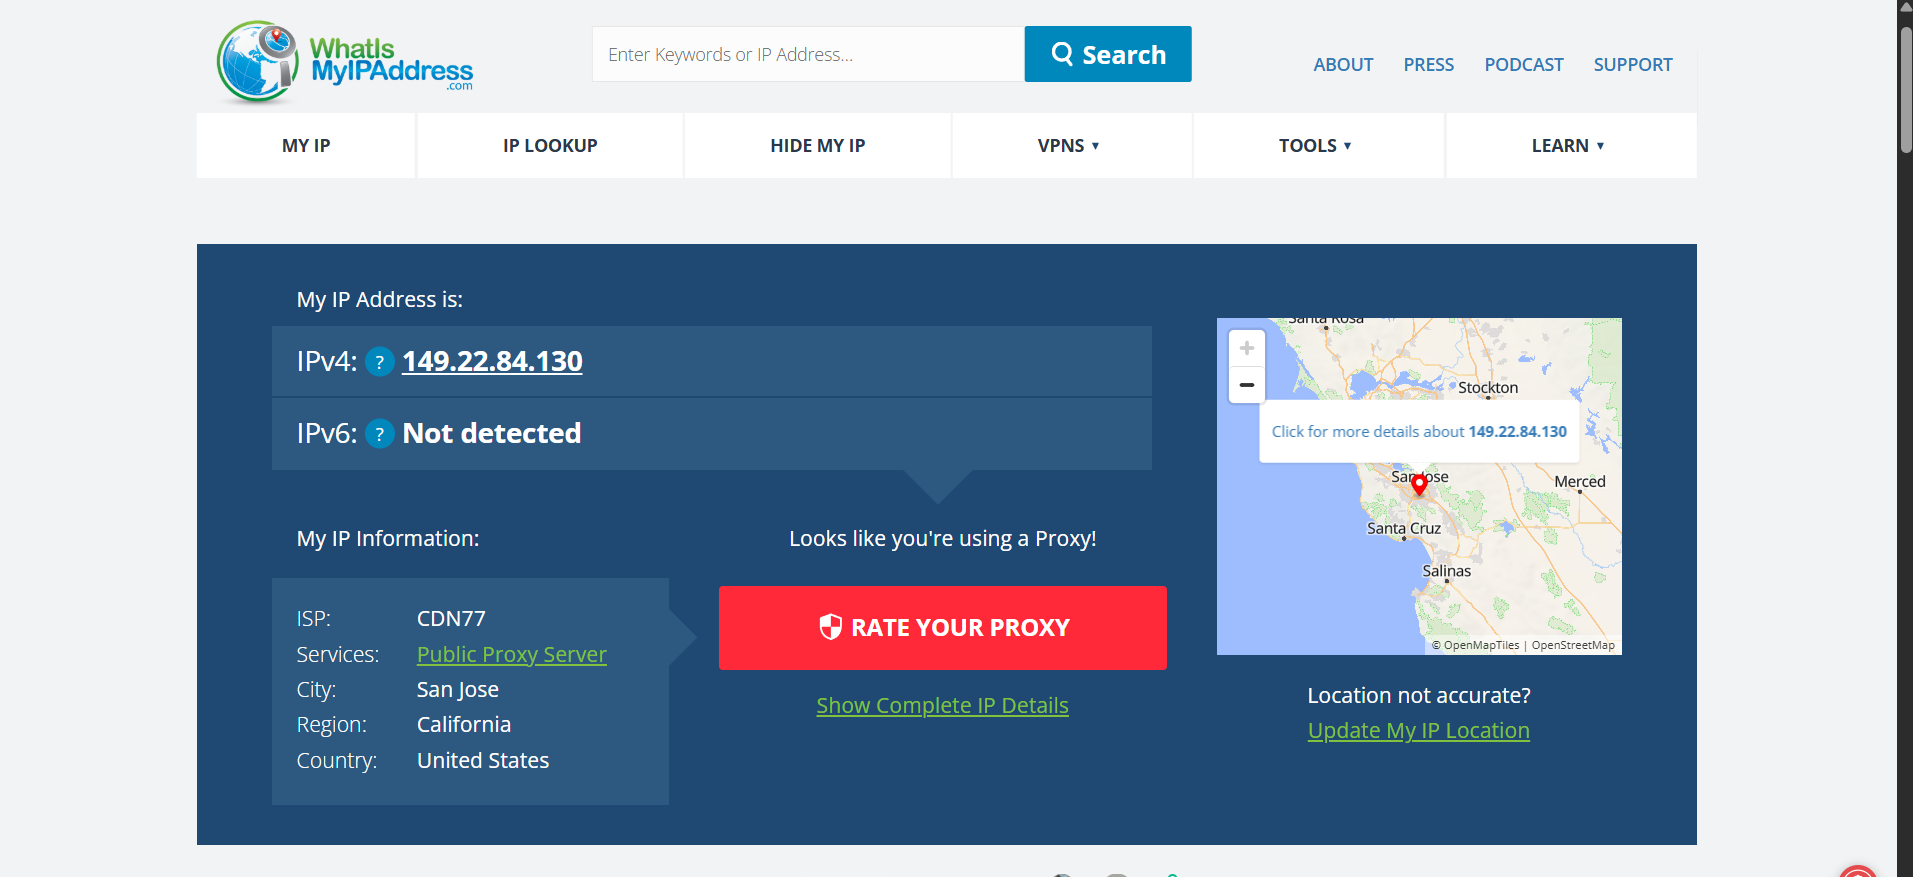 WhatIs
MyIPAddress
.com
Enter Keywords or IP Address...
Search
ABOUT
PRESS
PODCAST
SUPPORT
MY IP
IP LOOKUP
HIDE MY IP
VPNS ▼
TOOLS ▼
LEARN ▼
My IP Address is:
IPv4: ? 149.22.84.130
IPv6: ? Not detected
My IP Information:
ISP: CDN77
Services: Public Proxy Server
City: San Jose
Region: California
Country: United States
Looks like you're using a Proxy!
RATE YOUR PROXY
Show Complete IP Details
Santa Rosa
+
−
Stockton
Click for more details about 149.22.84.130
San Jose
Merced
Santa Cruz
Salinas
© OpenMapTiles | OpenStreetMap
Location not accurate?
Update My IP Location